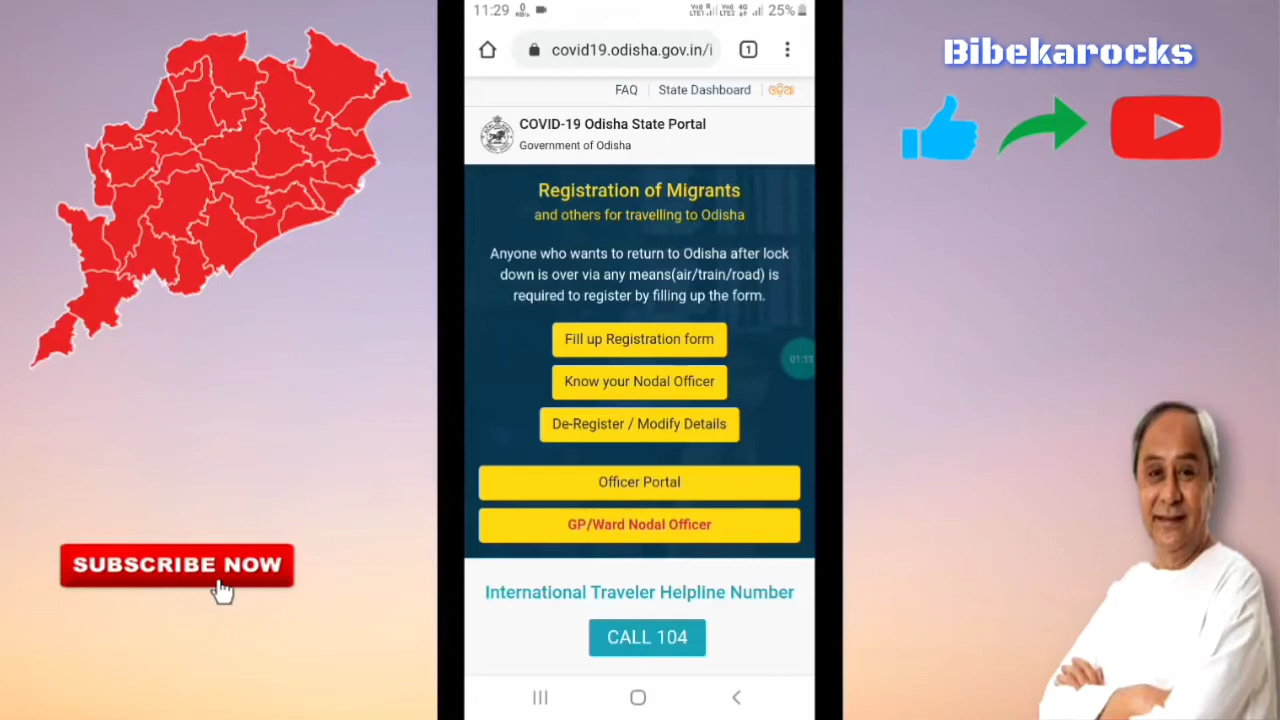 11:29
25%
covid19.odisha.gov.in/i
1
FAQ
State Dashboard
ଓଡ଼ିଆ
COVID-19 Odisha State Portal
Government of Odisha
Registration of Migrants
and others for travelling to Odisha
Anyone who wants to return to Odisha after lock
down is over via any means(air/train/road) is
required to register by filling up the form.
Fill up Registration form
Know your Nodal Officer
De-Register / Modify Details
Officer Portal
GP/Ward Nodal Officer
International Traveler Helpline Number
CALL 104
Bibekarocks
SUBSCRIBE NOW